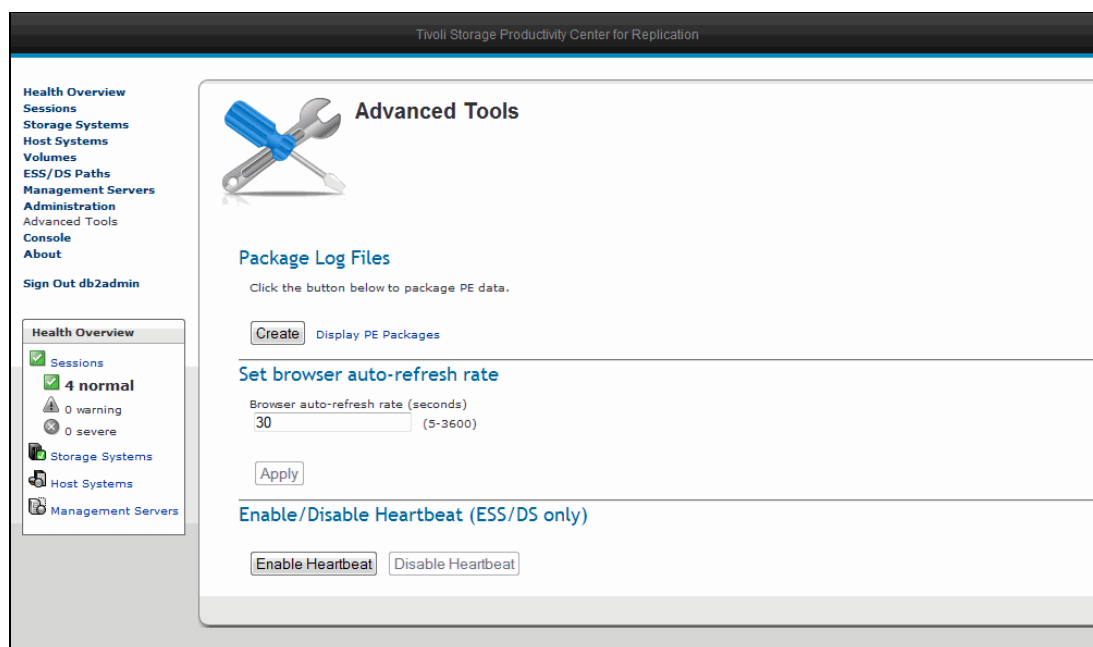 Tivoli Storage Productivity Center for Replication
Health Overview
Sessions
Storage Systems
Host Systems
Volumes
ESS/DS Paths
Management Servers
Administration
Advanced Tools
Console
About
Sign Out db2admin
Health Overview
Sessions
4 normal
0 warning
0 severe
Storage Systems
Host Systems
Management Servers
Advanced Tools
Package Log Files
Click the button below to package PE data.
Create Display PE Packages
Set browser auto-refresh rate
Browser auto-refresh rate (seconds)
30 (5-3600)
Apply
Enable/Disable Heartbeat (ESS/DS only)
Enable Heartbeat Disable Heartbeat